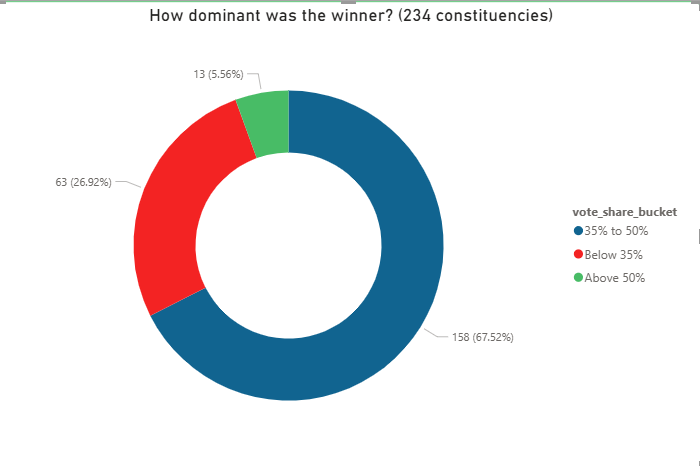 How dominant was the winner? (234 constituencies)
13 (5.56%)
63 (26.92%)
158 (67.52%)
vote_share_bucket
35% to 50%
Below 35%
Above 50%